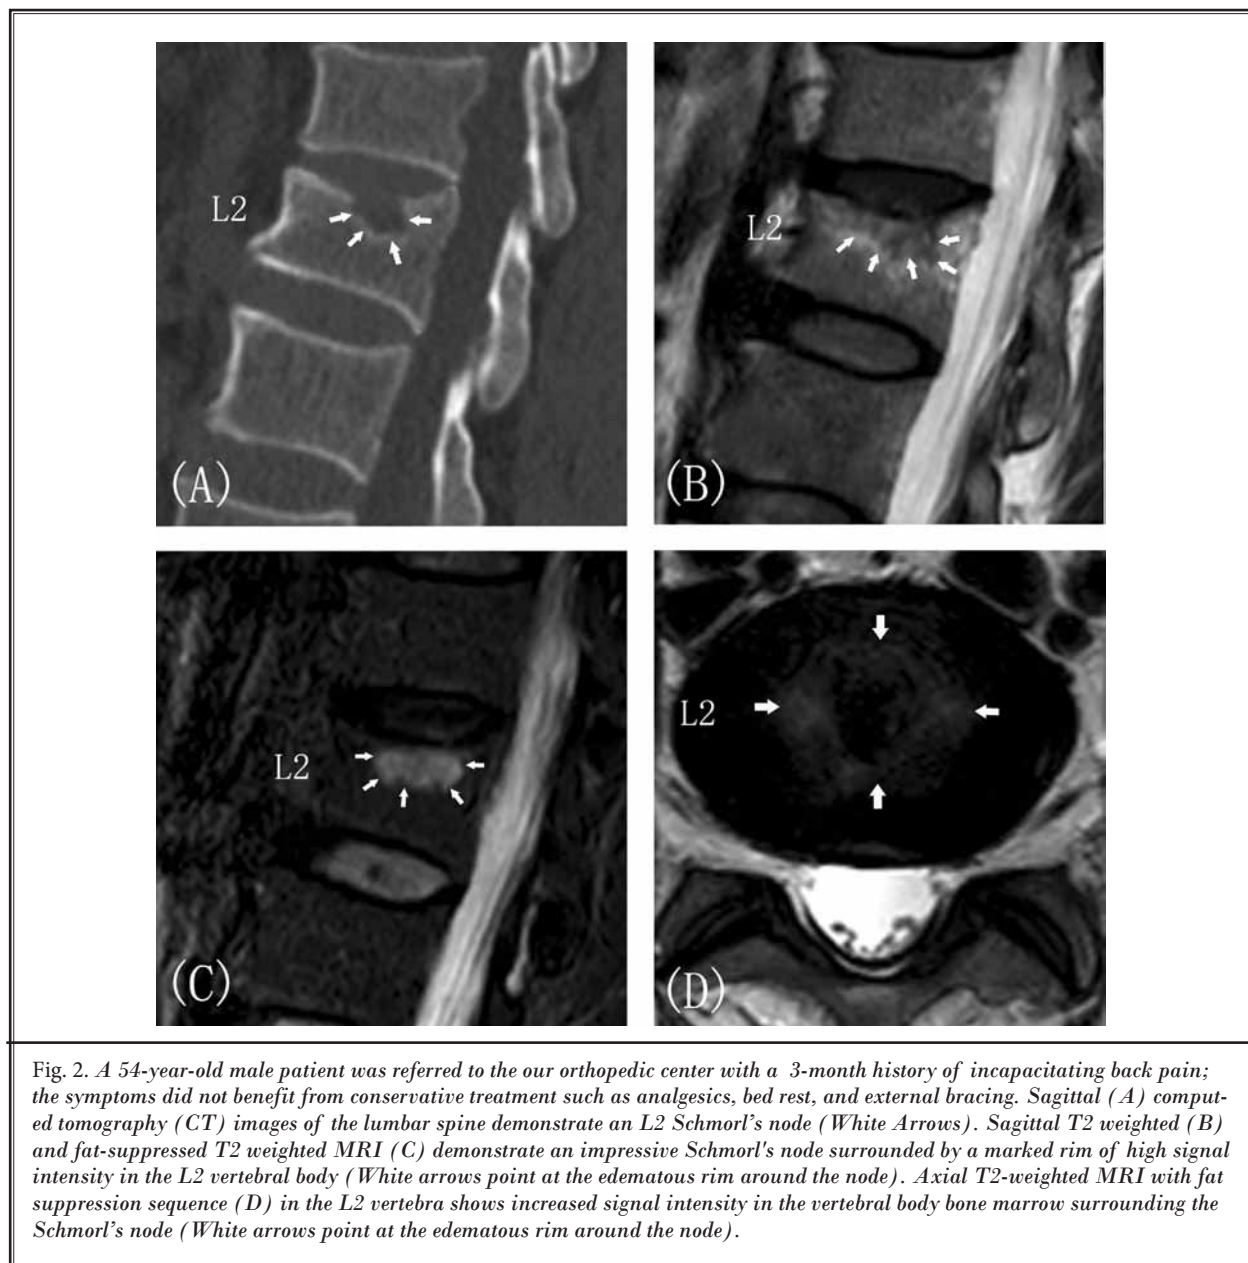 L2
(A)
L2
(B)
L2
(C)
L2
(D)
Fig. 2. A 54-year-old male patient was referred to the our orthopedic center with a 3-month history of incapacitating back pain;
the symptoms did not benefit from conservative treatment such as analgesics, bed rest, and external bracing. Sagittal (A) comput-
ed tomography (CT) images of the lumbar spine demonstrate an L2 Schmorl's node (White Arrows). Sagittal T2 weighted (B)
and fat-suppressed T2 weighted MRI (C) demonstrate an impressive Schmorl's node surrounded by a marked rim of high signal
intensity in the L2 vertebral body (White arrows point at the edematous rim around the node). Axial T2-weighted MRI with fat
suppression sequence (D) in the L2 vertebra shows increased signal intensity in the vertebral body bone marrow surrounding the
Schmorl's node (White arrows point at the edematous rim around the node).